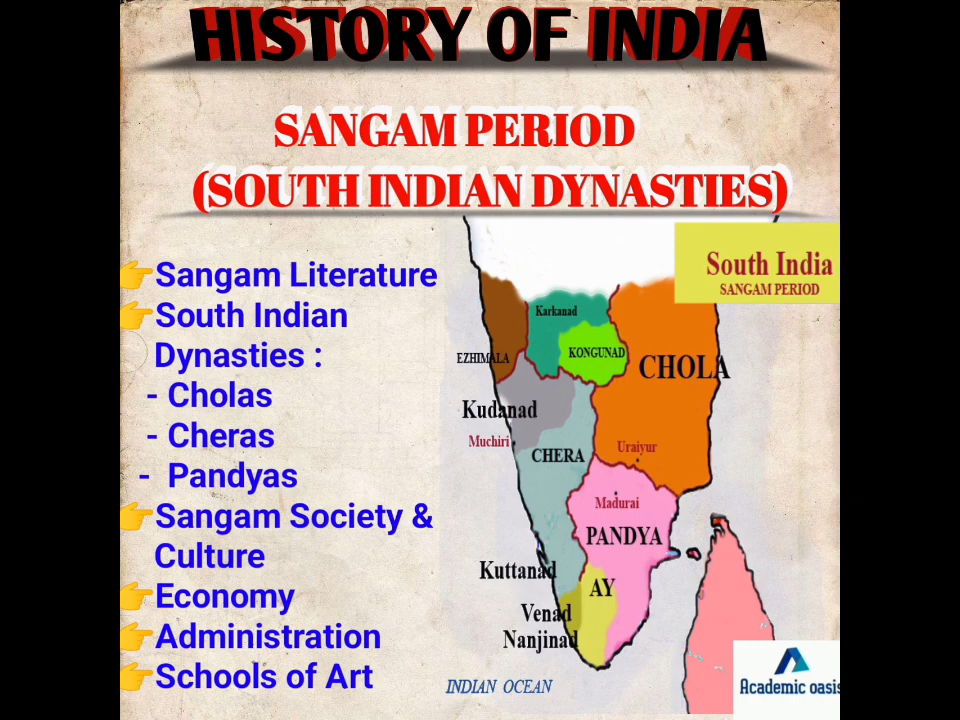 HISTORY OF INDIA
SANGAM PERIOD
(SOUTH INDIAN DYNASTIES)
👉Sangam Literature
👉South Indian
Dynasties :
- Cholas
- Cheras
- Pandyas
👉Sangam Society &
Culture
👉Economy
👉Administration
👉Schools of Art
South India
SANGAM PERIOD
Karkanad
EZHIMALA
KONGUNAD
CHOLA
Kudanad
Muchiri
CHERA
Uraiyur
Madurai
PANDYA
Kuttanad
AY
Venad
Nanjinad
INDIAN OCEAN
Academic oasis